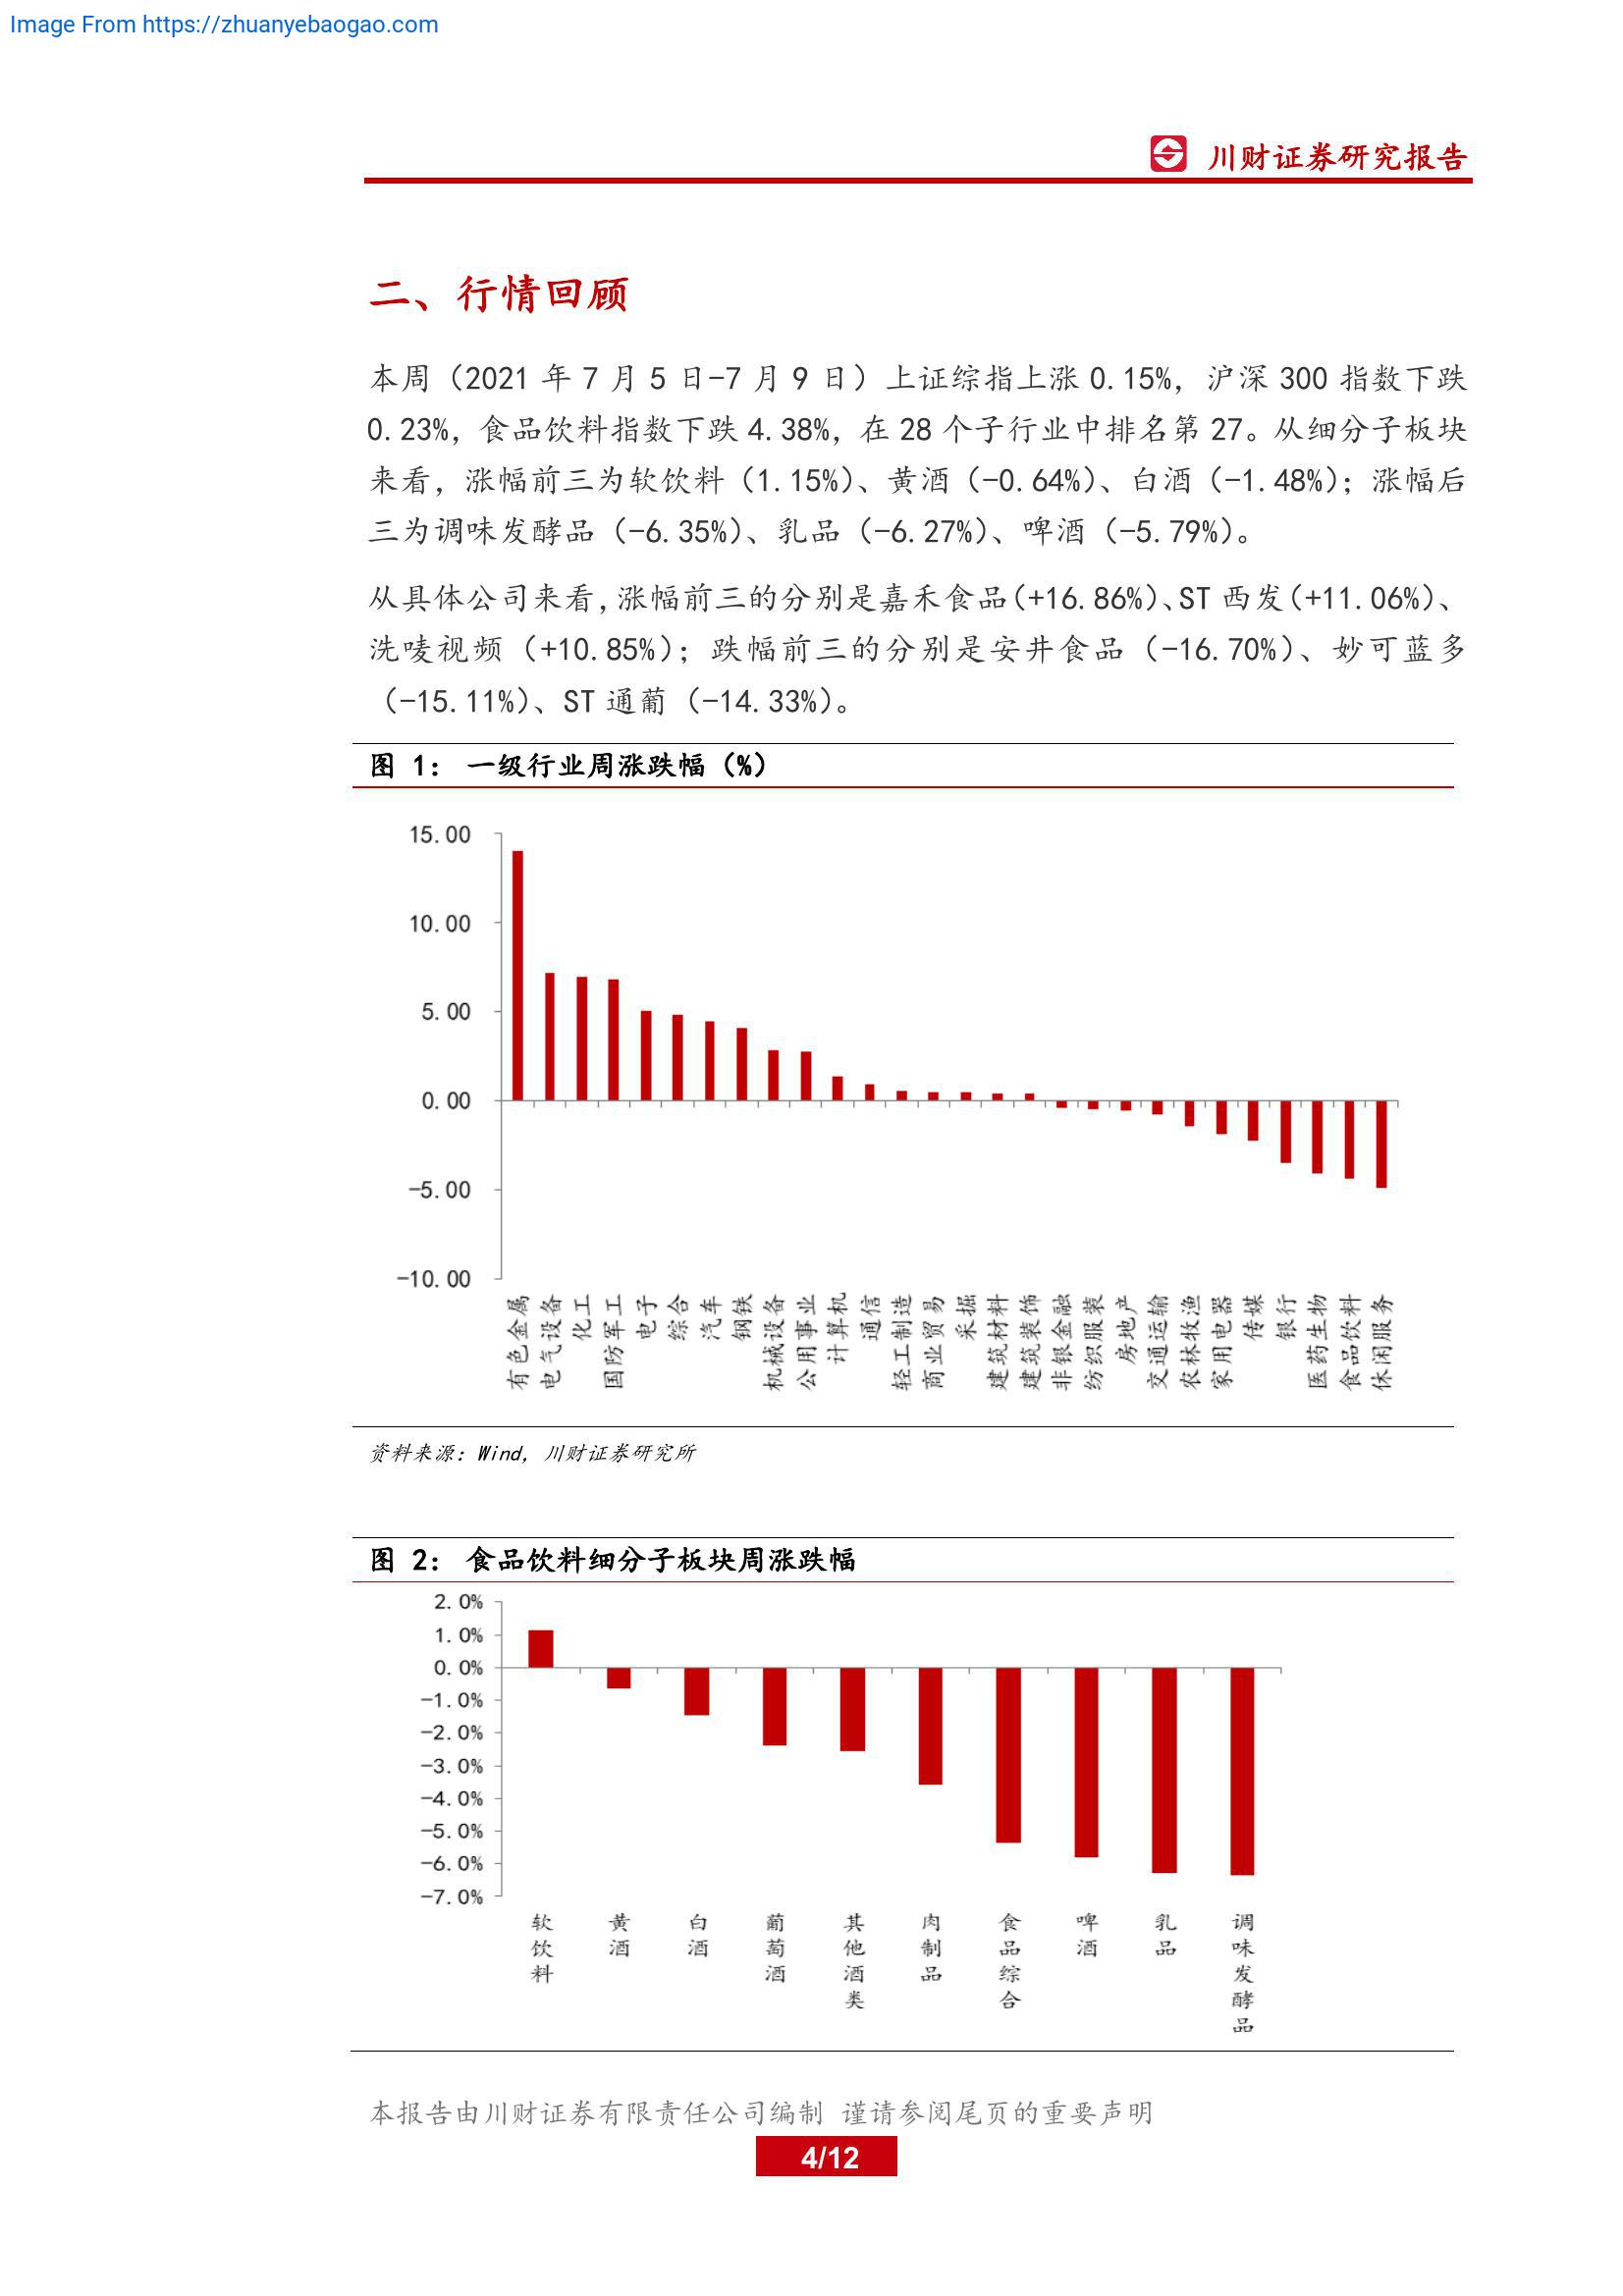 Image From https://zhuanyebaogao.com
川财证券研究报告
二、行情回顾
本周（2021 年 7 月 5 日-7 月 9 日）上证综指上涨 0.15%，沪深 300 指数下跌
0.23%，食品饮料指数下跌 4.38%，在 28 个子行业中排名第 27。从细分子板块
来看，涨幅前三为软饮料（1.15%）、黄酒（-0.64%）、白酒（-1.48%）；涨幅后
三为调味发酵品（-6.35%）、乳品（-6.27%）、啤酒（-5.79%）。
从具体公司来看，涨幅前三的分别是嘉禾食品（+16.86%）、ST 西发（+11.06%）、
洗唛视频（+10.85%）；跌幅前三的分别是安井食品（-16.70%）、妙可蓝多
（-15.11%）、ST 通葡（-14.33%）。
图 1： 一级行业周涨跌幅（%）
15.00
10.00
5.00
0.00
-5.00
-10.00
有色金属
电气设备
化工
国防军工
电子
综合
汽车
钢铁
机械设备
公用事业
计算机
通信
轻工制造
商业贸易
采掘
建筑材料
建筑装饰
非银金融
纺织服装
房地产
交通运输
农林牧渔
家用电器
传媒
银行
医药生物
食品饮料
休闲服务
资料来源：Wind，川财证券研究所
图 2： 食品饮料细分子板块周涨跌幅
2.0%
1.0%
0.0%
-1.0%
-2.0%
-3.0%
-4.0%
-5.0%
-6.0%
-7.0%
软饮料
黄酒
白酒
葡萄酒
其他酒类
肉制品
食品综合
啤酒
乳品
调味发酵品
本报告由川财证券有限责任公司编制 谨请参阅尾页的重要声明
4/12